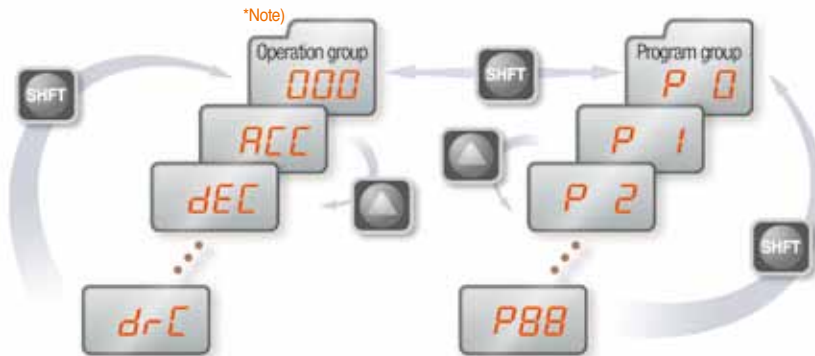 *Note)
Operation group
000
SHFT
Program group
P 0
SHFT
ACC
P 1
dEC
P 2
SHFT
drC
P88